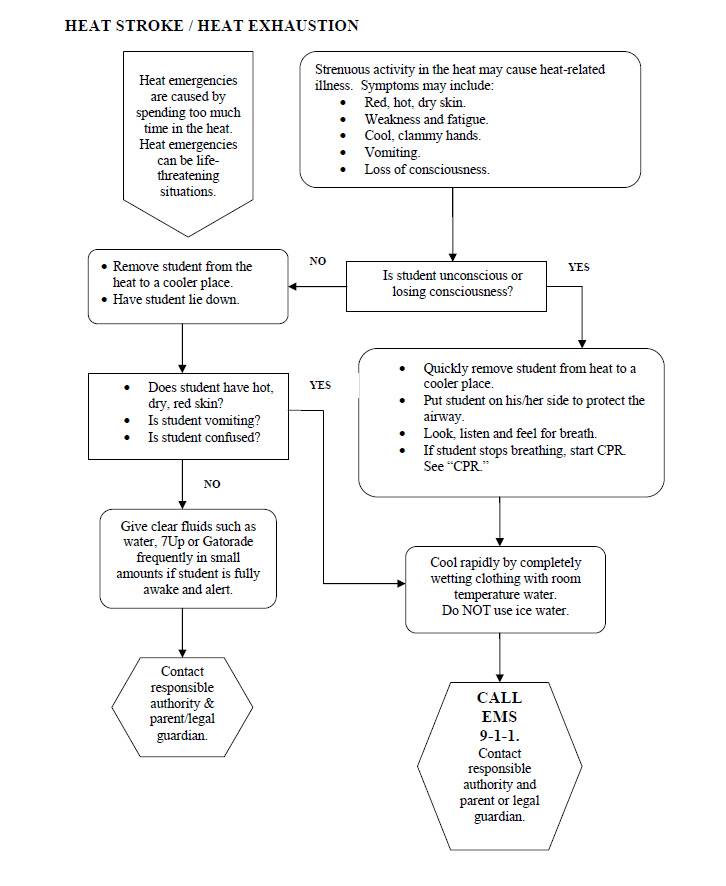 HEAT STROKE / HEAT EXHAUSTION
Heat emergencies
are caused by
spending too much
time in the heat.
Heat emergencies
can be life-
threatening
situations.
Strenuous activity in the heat may cause heat-related
illness.  Symptoms may include:
• Red, hot, dry skin.
• Weakness and fatigue.
• Cool, clammy hands.
• Vomiting.
• Loss of consciousness.
Is student unconscious or
losing consciousness?
NO
YES
• Remove student from the
heat to a cooler place.
• Have student lie down.
• Does student have hot,
dry, red skin?
• Is student vomiting?
• Is student confused?
YES
NO
• Quickly remove student from heat to a
cooler place.
• Put student on his/her side to protect the
airway.
• Look, listen and feel for breath.
• If student stops breathing, start CPR.
See “CPR.”
Give clear fluids such as
water, 7Up or Gatorade
frequently in small
amounts if student is fully
awake and alert.
Cool rapidly by completely
wetting clothing with room
temperature water.
Do NOT use ice water.
Contact
responsible
authority &
parent/legal
guardian.
CALL
EMS
9-1-1.
Contact
responsible
authority and
parent or legal
guardian.